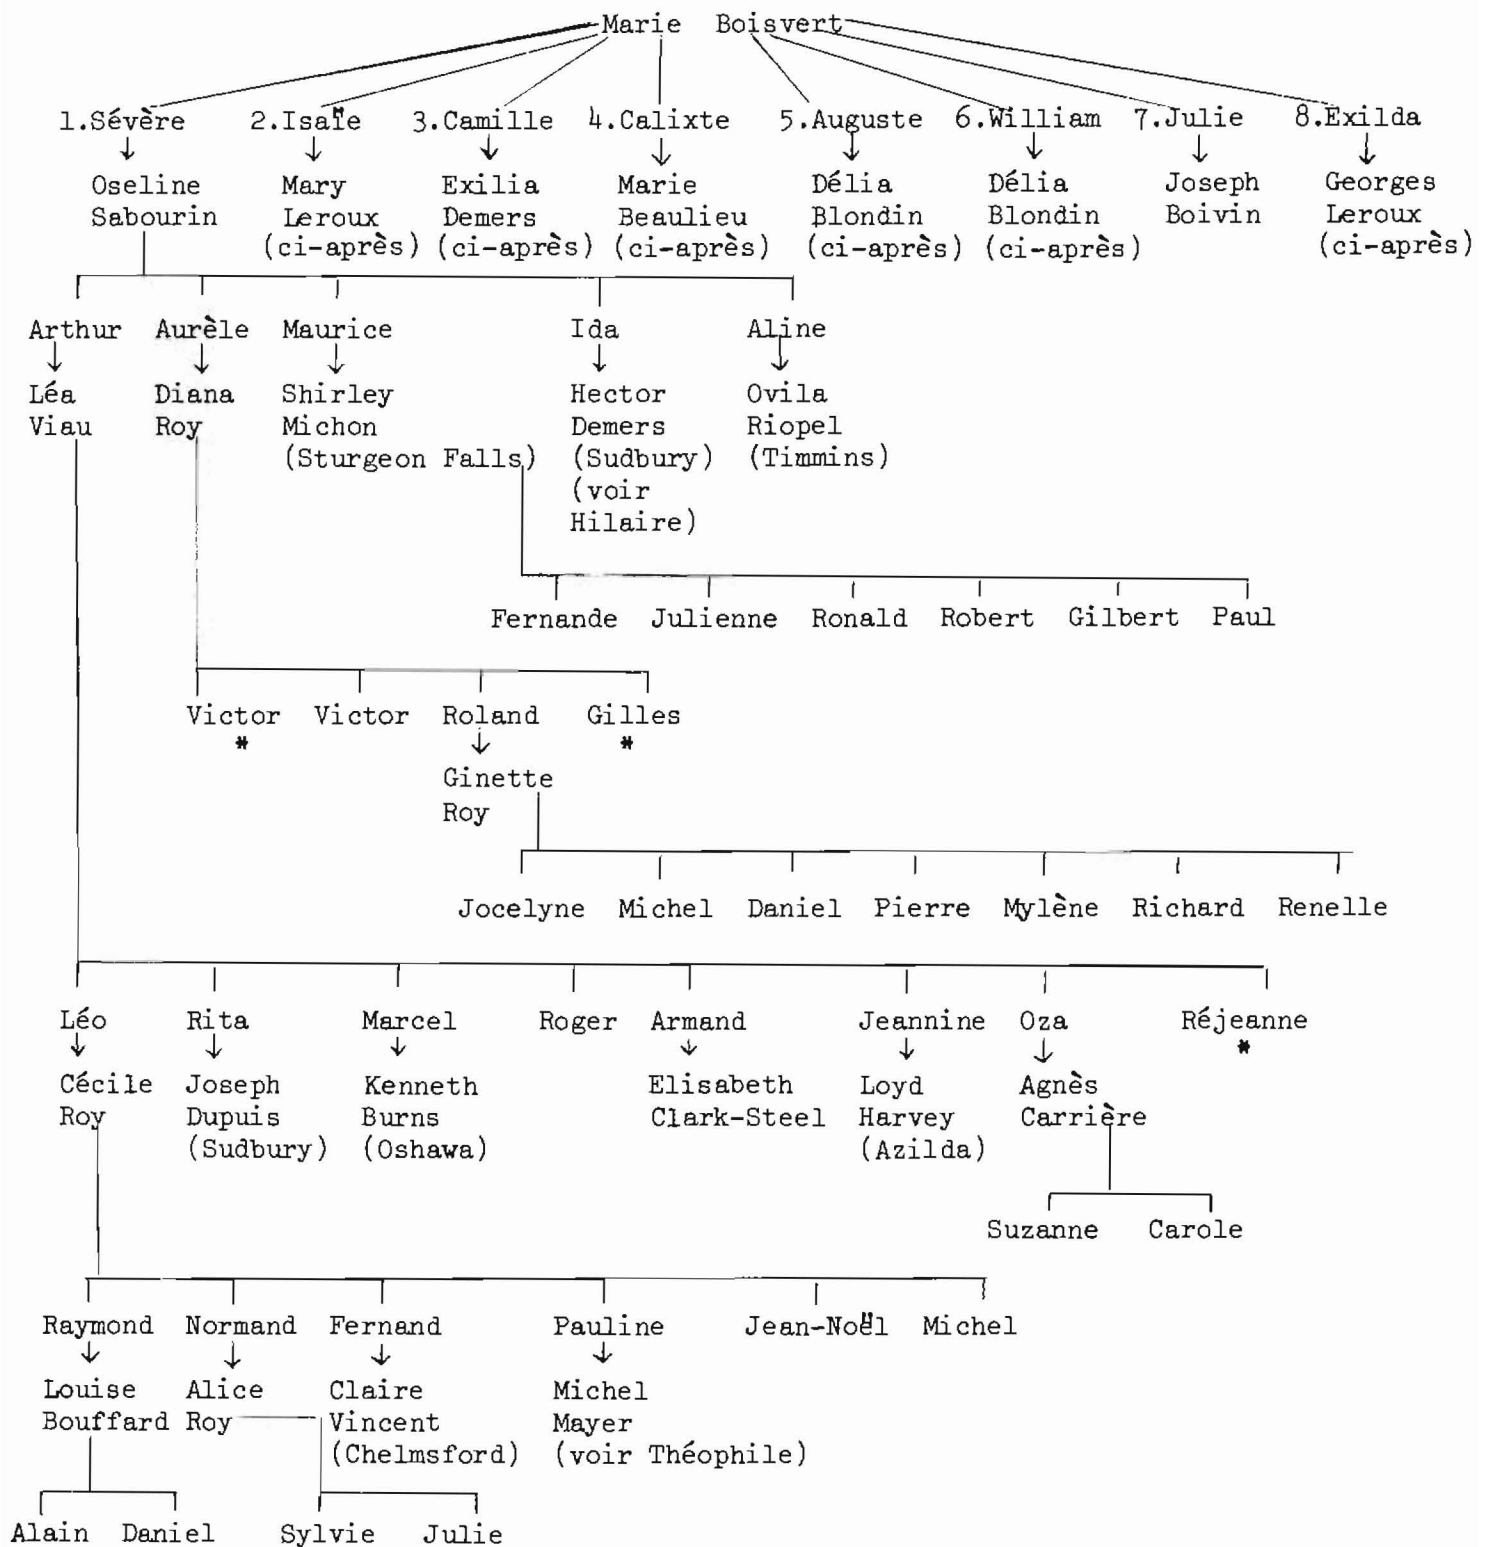 Marie Boisvert
1.Sévère 2.Isaïe 3.Camille 4.Calixte 5.Auguste 6.William 7.Julie 8.Exilda
Oseline Mary Exilia Marie Délia Délia Joseph Georges
Sabourin Leroux Demers Beaulieu Blondin Blondin Boivin Leroux
(ci-après) (ci-après) (ci-après) (ci-après) (ci-après) (ci-après)
Arthur Aurèle Maurice Ida Aline
Léa Diana Shirley Hector Ovila
Viau Roy Michon Demers Riopel
(Sturgeon Falls) (Sudbury) (Timmins)
(voir
Hilaire)
Fernande Julienne Ronald Robert Gilbert Paul
Victor Victor Roland Gilles
* *
Ginette
Roy
Jocelyne Michel Daniel Pierre Mylène Richard Renelle
Léo Rita Marcel Roger Armand Jeannine Oza Réjeanne
*
Cécile Joseph Kenneth Elisabeth Loyd Agnès
Roy Dupuis Burns Clark-Steel Harvey Carrière
(Sudbury) (Oshawa) (Azilda)
Suzanne Carole
Raymond Normand Fernand Pauline Jean-Noël Michel
Louise Alice Claire Michel
Bouffard Roy Vincent Mayer
(Chelmsford) (voir Théophile)
Alain Daniel Sylvie Julie